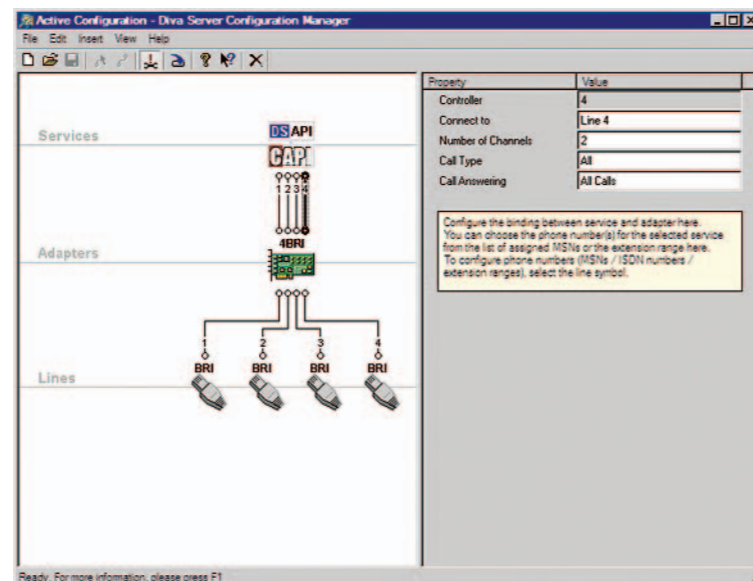 Active Configuration - Diva Server Configuration Manager
File Edit Insert View Help
Services
DSAPI
CAPI
1 2 3 4
4BRI
Adapters
1 2 3 4
BRI BRI BRI BRI
Lines
Property Value
Controller 4
Connect to Line 4
Number of Channels 2
Call Type All
Call Answering All Calls
Configure the binding between service and adapter here.
You can choose the phone number(s) for the selected service
from the list of assigned MSNs or the extension range here.
To configure phone numbers (MSNs / ISDN numbers /
extension ranges), select the line symbol.
Ready. For more information, please press F1